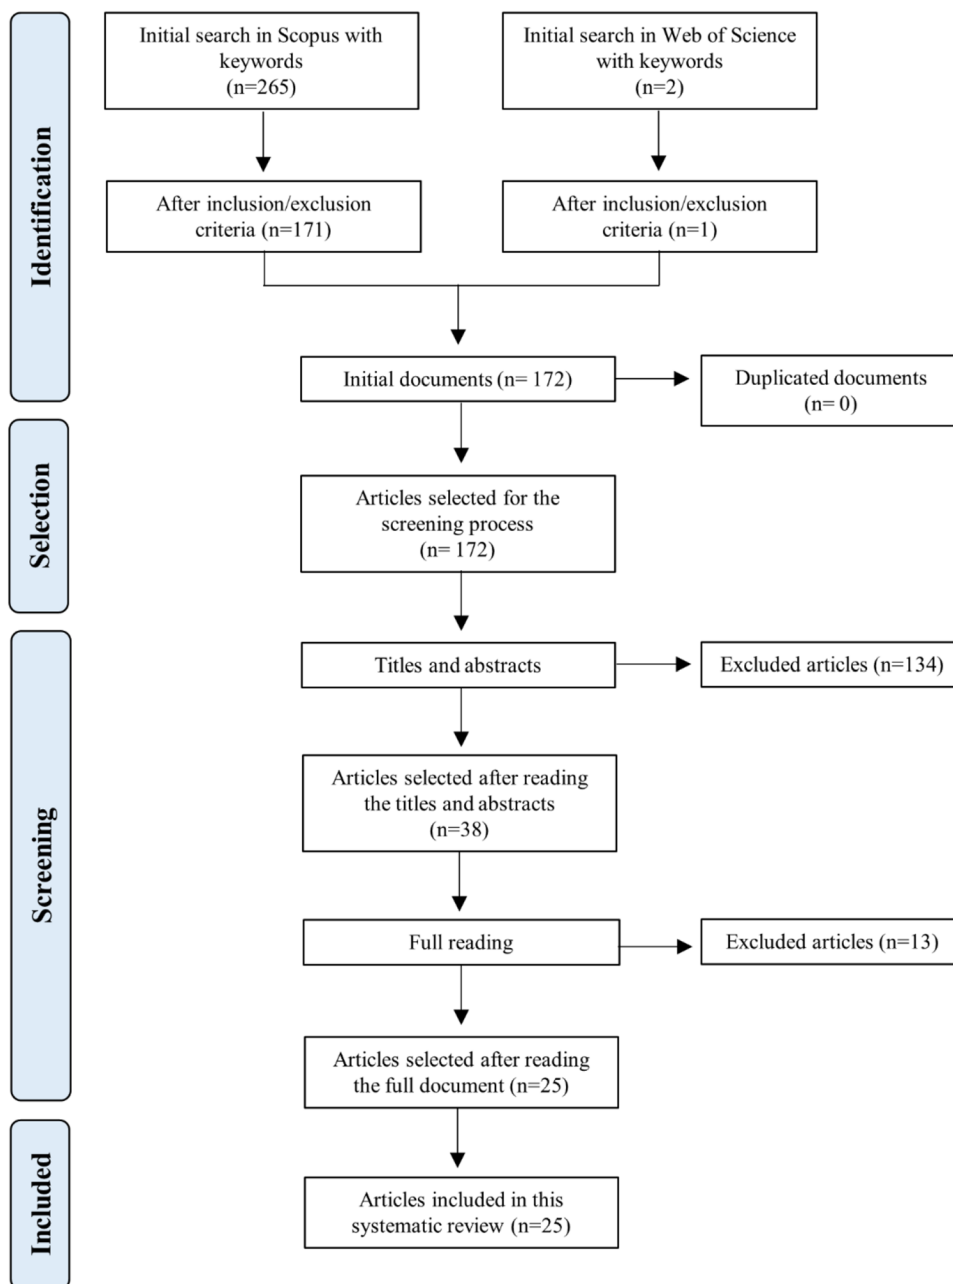 Identification
Initial search in Scopus with
keywords
(n=265)
Initial search in Web of Science
with keywords
(n=2)
After inclusion/exclusion
criteria (n=171)
After inclusion/exclusion
criteria (n=1)
Initial documents (n= 172)
Duplicated documents
(n= 0)
Selection
Articles selected for the
screening process
(n= 172)
Screening
Titles and abstracts
Excluded articles (n=134)
Articles selected after reading
the titles and abstracts
(n=38)
Full reading
Excluded articles (n=13)
Articles selected after reading
the full document (n=25)
Included
Articles included in this
systematic review (n=25)